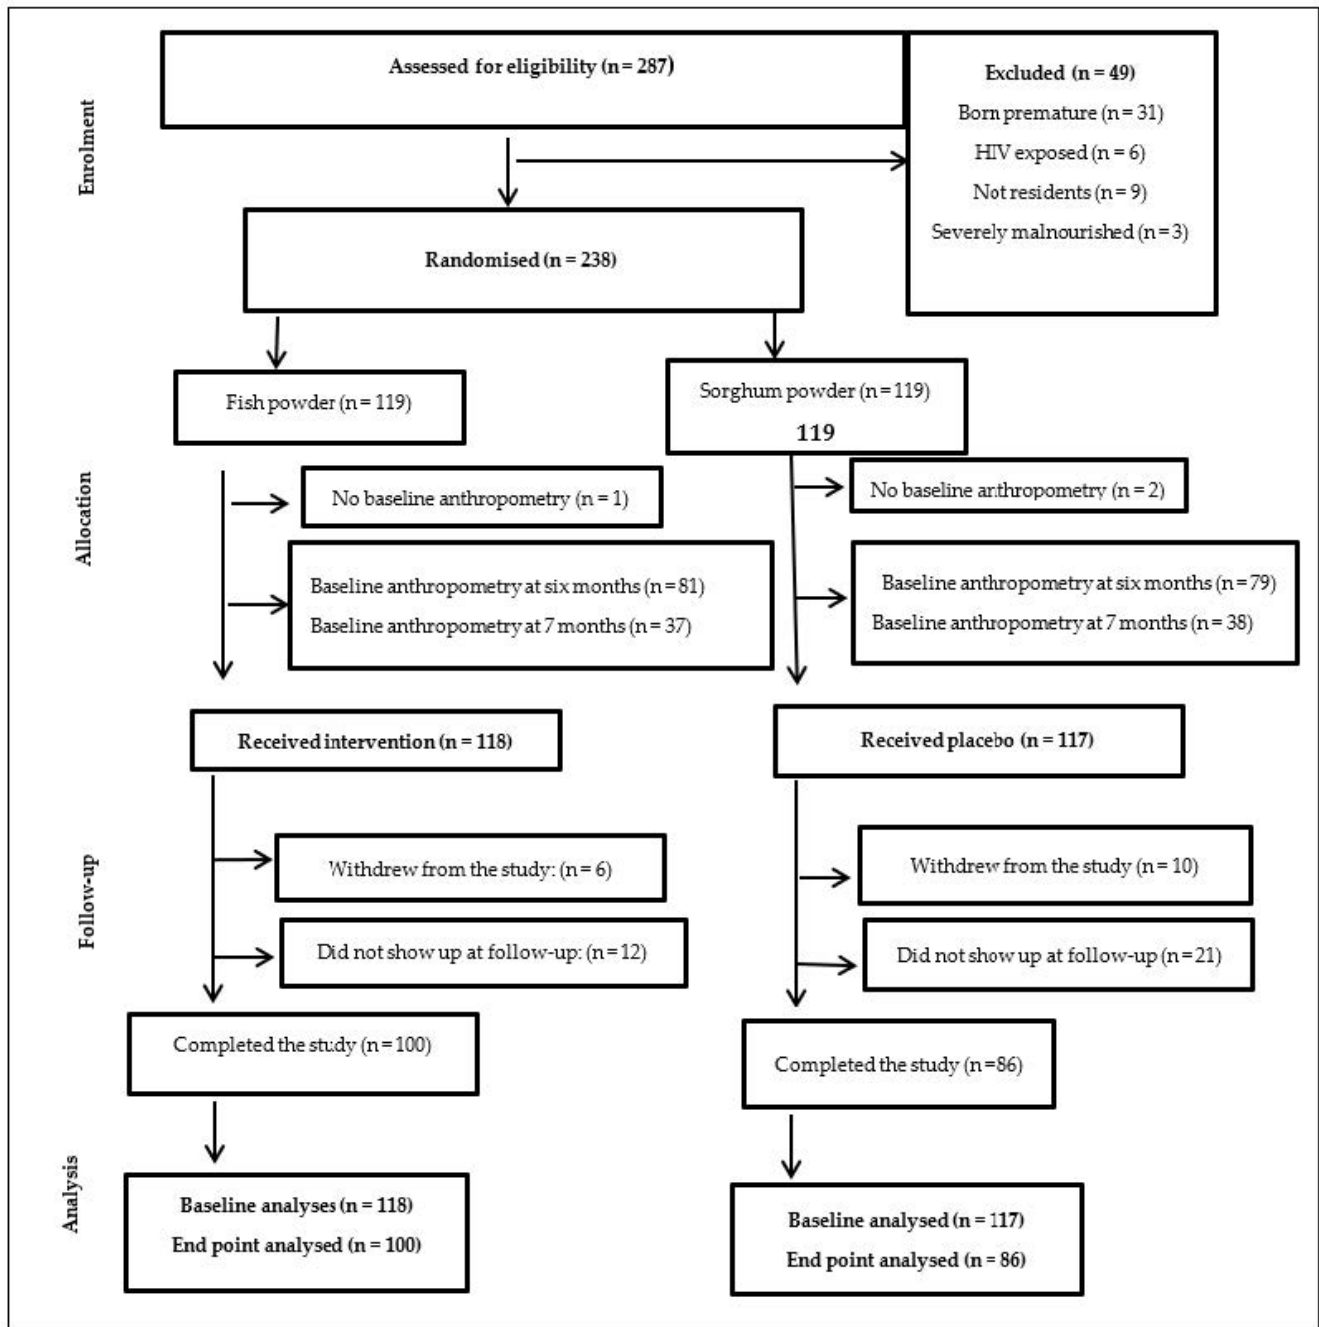 Enrolment
Assessed for eligibility (n = 287)
Excluded (n = 49)
Born premature (n = 31)
HIV exposed (n = 6)
Not residents (n = 9)
Severely malnourished (n = 3)
Randomised (n = 238)
Allocation
Fish powder (n = 119)
Sorghum powder (n = 119)
119
No baseline anthropometry (n = 1)
No baseline anthropometry (n = 2)
Baseline anthropometry at six months (n = 81)
Baseline anthropometry at 7 months (n = 37)
Baseline anthropometry at six months (n = 79)
Baseline anthropometry at 7 months (n = 38)
Received intervention (n = 118)
Received placebo (n = 117)
Follow-up
Withdrew from the study: (n = 6)
Withdrew from the study (n = 10)
Did not show up at follow-up: (n = 12)
Did not show up at follow-up (n = 21)
Completed the study (n = 100)
Completed the study (n =86)
Analysis
Baseline analyses (n = 118)
End point analysed (n = 100)
Baseline analysed (n = 117)
End point analysed (n = 86)